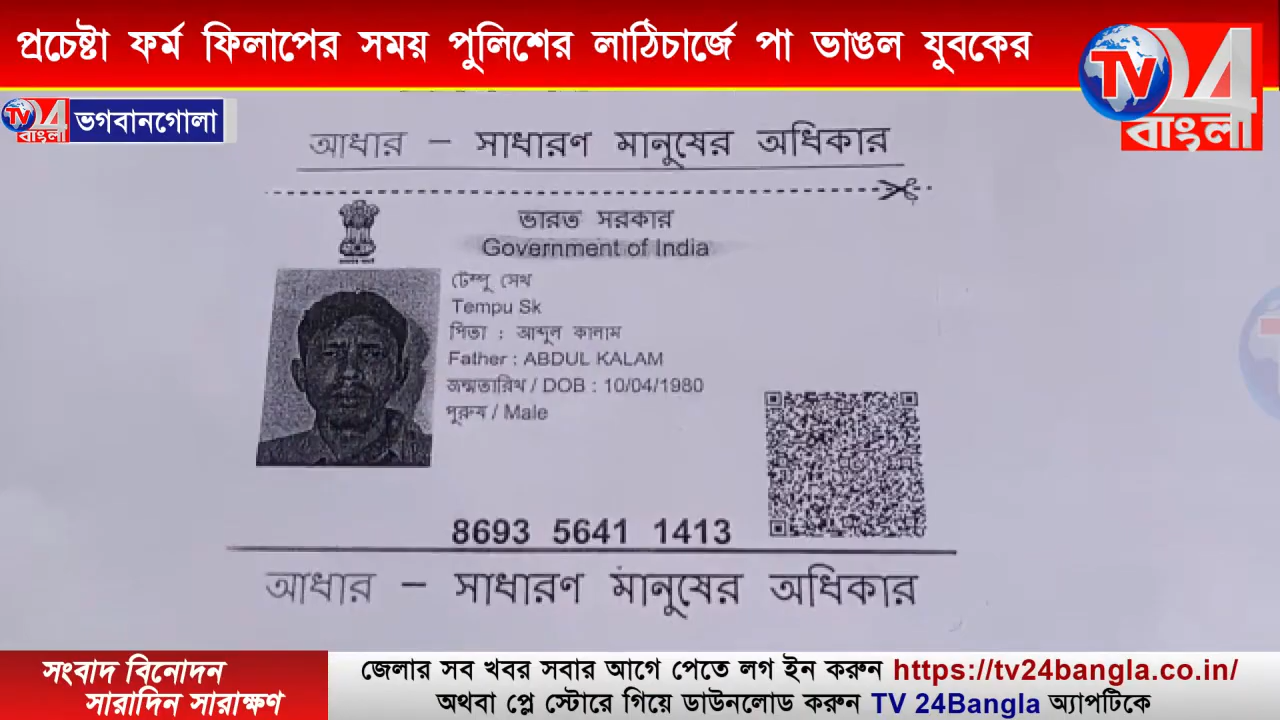 প্রচেষ্টা ফর্ম ফিলাপের সময় পুলিশের লাঠিচার্জে পা ভাঙল যুবকের
TV 24 বাংলা
TV 24 বাংলা
ভগবানগোলা
আধার – সাধারণ মানুষের অধিকার
ভারত সরকার
Government of India
টেম্পু সেখ
Tempu Sk
পিতা : আব্দুল কালাম
Father : ABDUL KALAM
জন্মতারিখ / DOB : 10/04/1980
পুরুষ / Male
8693 5641 1413
আধার – সাধারণ মানুষের অধিকার
সংবাদ বিনোদন
সারাদিন সারাক্ষণ
জেলার সব খবর সবার আগে পেতে লগ ইন করুন https://tv24bangla.co.in/
অথবা প্লে স্টোরে গিয়ে ডাউনলোড করুন TV 24Bangla অ্যাপটিকে